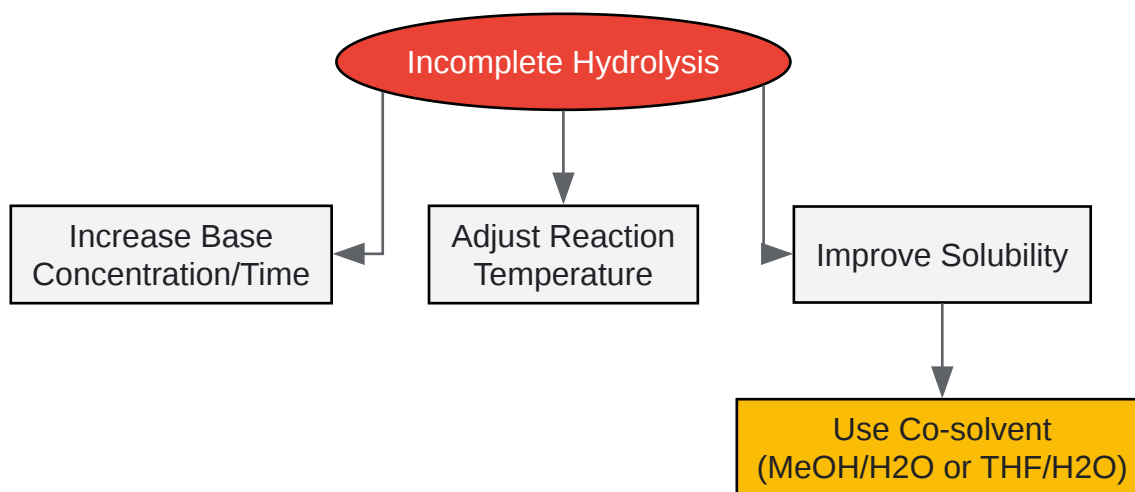 Incomplete Hydrolysis
Increase Base
Concentration/Time
Adjust Reaction
Temperature
Improve Solubility
Use Co-solvent
(MeOH/H2O or THF/H2O)